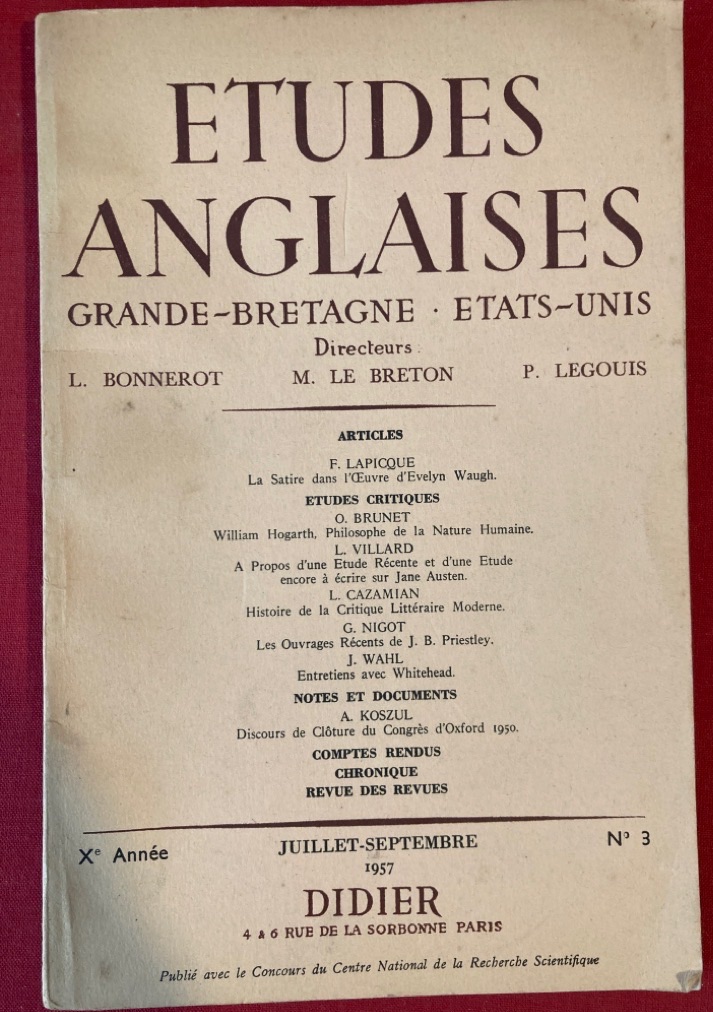 ETUDES
ANGLAISES
GRANDE-BRETAGNE · ETATS-UNIS
Directeurs :
L. BONNEROT M. LE BRETON P. LEGOUIS
ARTICLES
F. LAPICQUE
La Satire dans l'Œuvre d'Evelyn Waugh.
ETUDES CRITIQUES
O. BRUNET
William Hogarth, Philosophe de la Nature Humaine.
L. VILLARD
A Propos d'une Etude Récente et d'une Etude
encore à écrire sur Jane Austen.
L. CAZAMIAN
Histoire de la Critique Littéraire Moderne.
G. NIGOT
Les Ouvrages Récents de J. B. Priestley.
J. WAHL
Entretiens avec Whitehead.
NOTES ET DOCUMENTS
A. KOSZUL
Discours de Clôture du Congrès d'Oxford 1950.
COMPTES RENDUS
CHRONIQUE
REVUE DES REVUES
Xe Année JUILLET-SEPTEMBRE No 3
1957
DIDIER
4 & 6 RUE DE LA SORBONNE PARIS
Publié avec le Concours du Centre National de la Recherche Scientifique